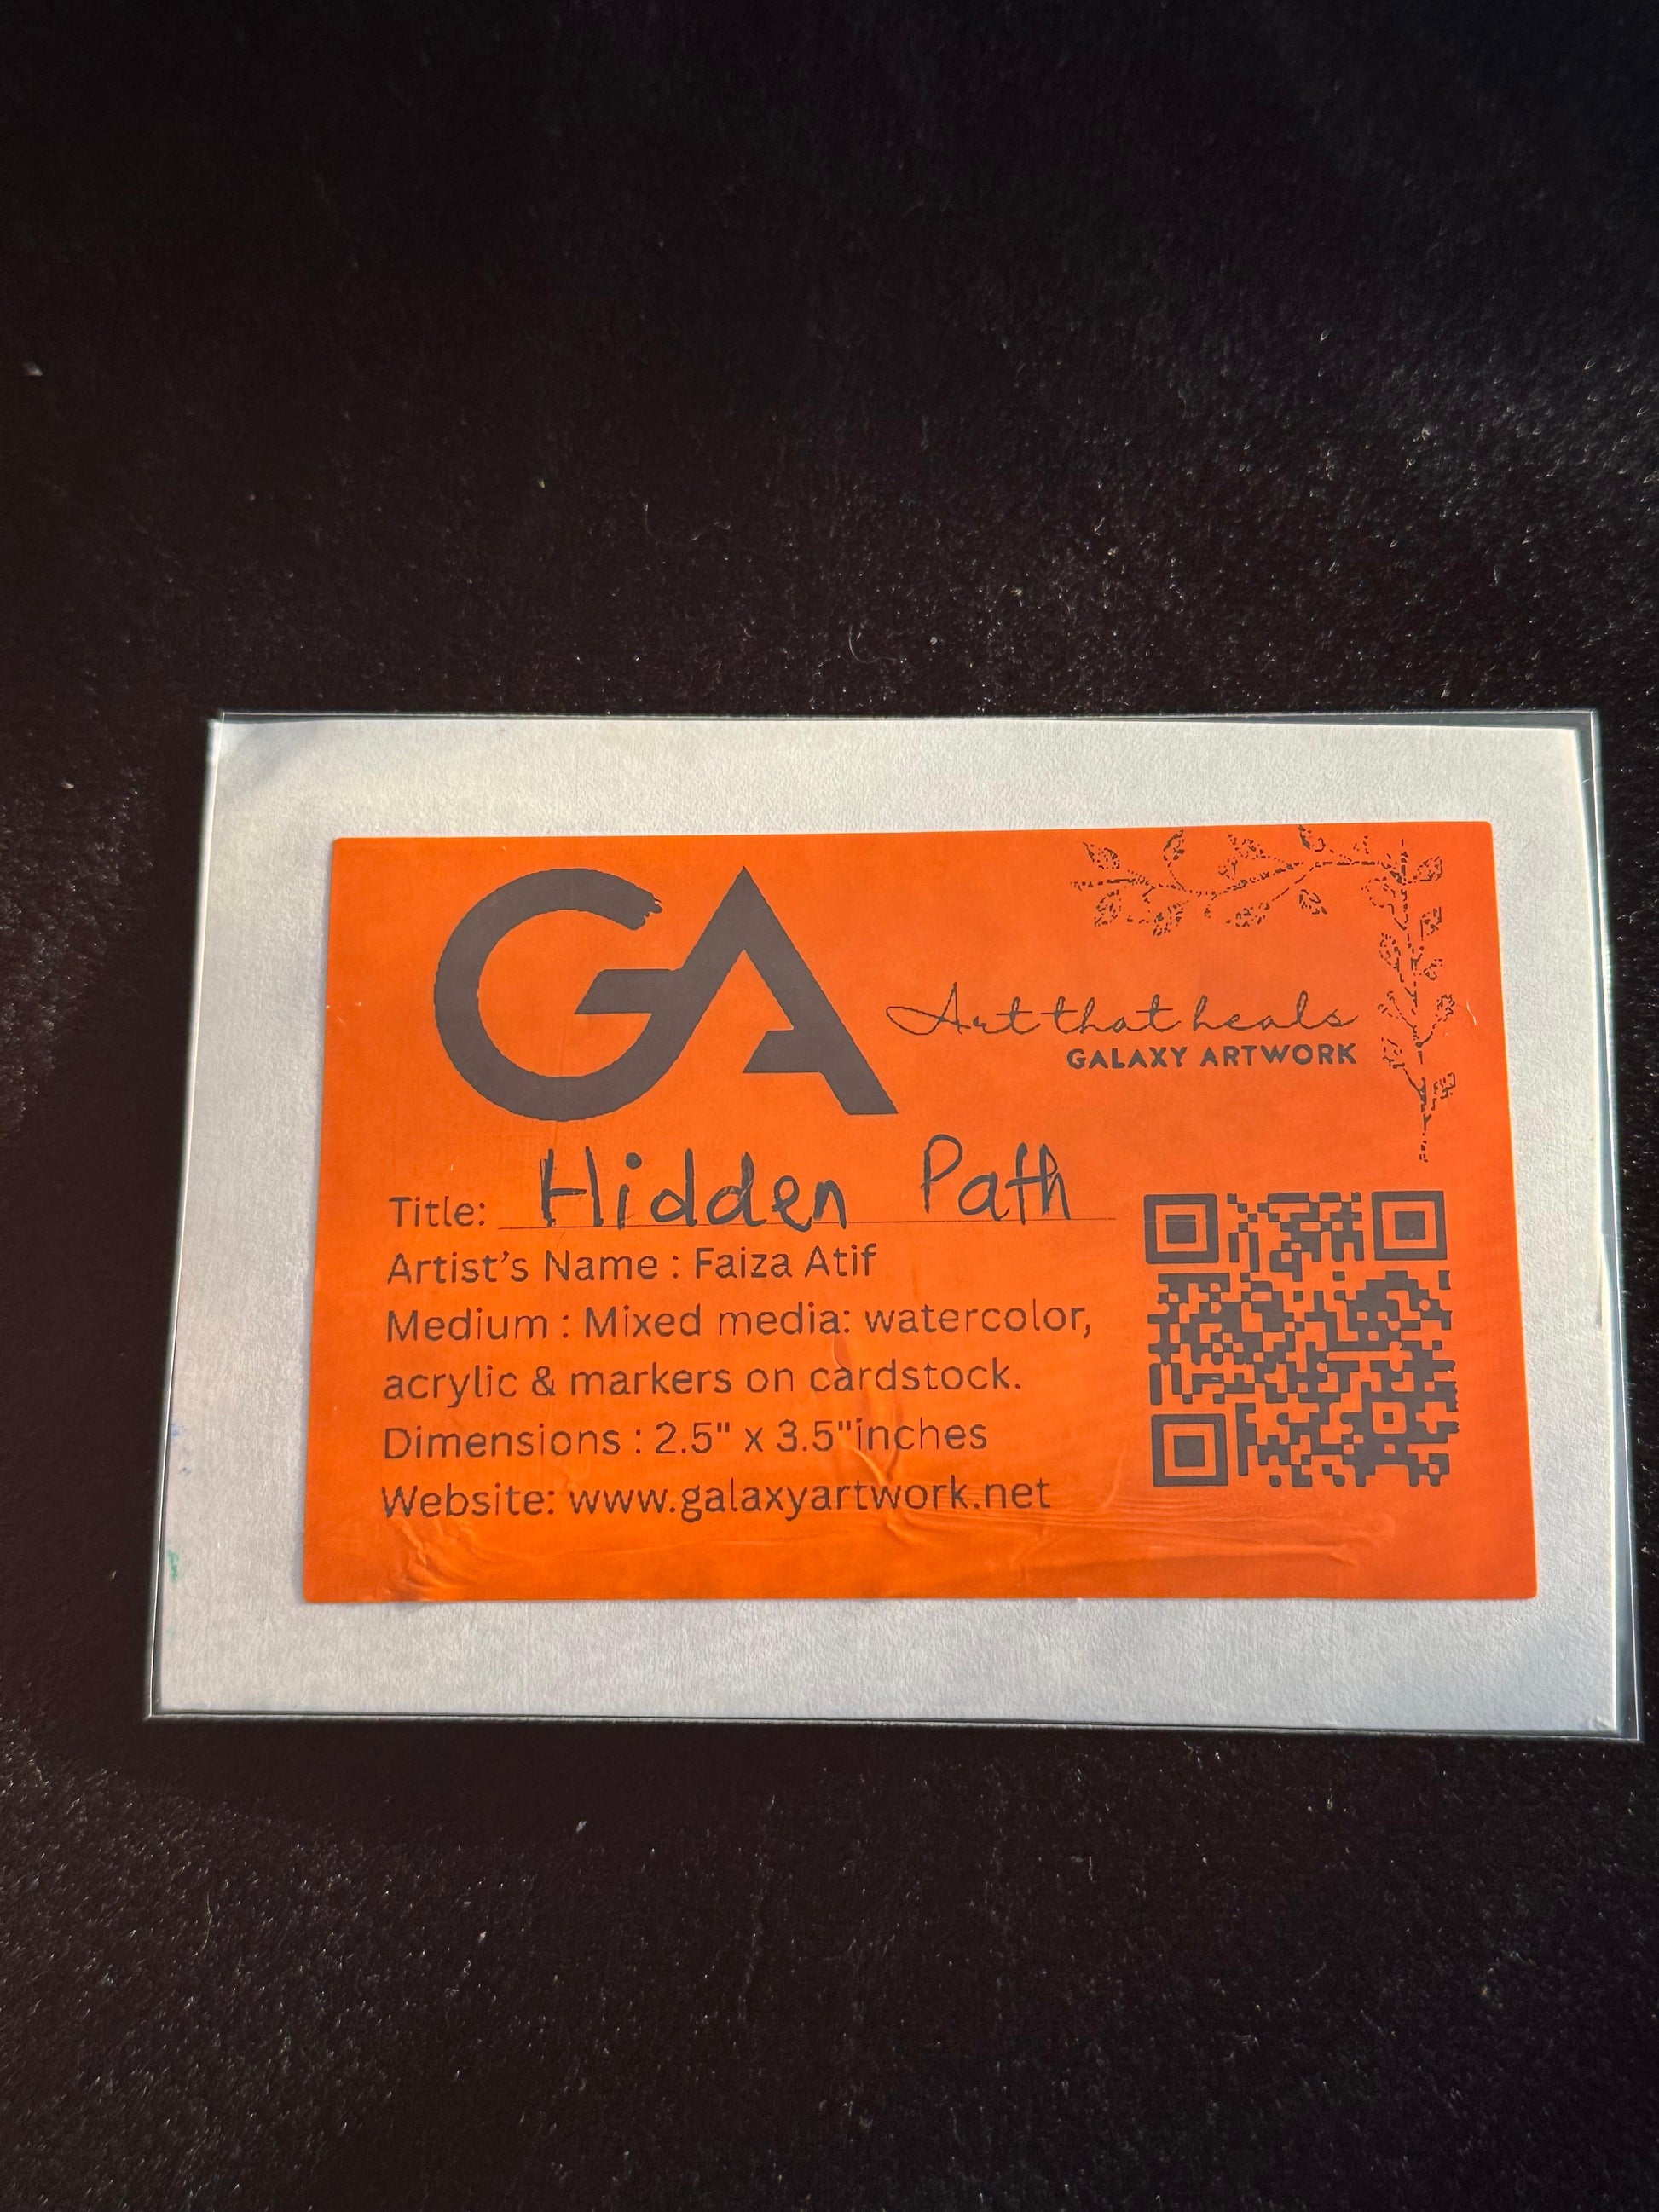 GA
Art that heals
GALAXY ARTWORK
Title: Hidden Path
Artist's Name : Faiza Atif
Medium : Mixed media: watercolor,
acrylic & markers on cardstock.
Dimensions : 2.5" x 3.5"inches
Website: www.galaxyartwork.net